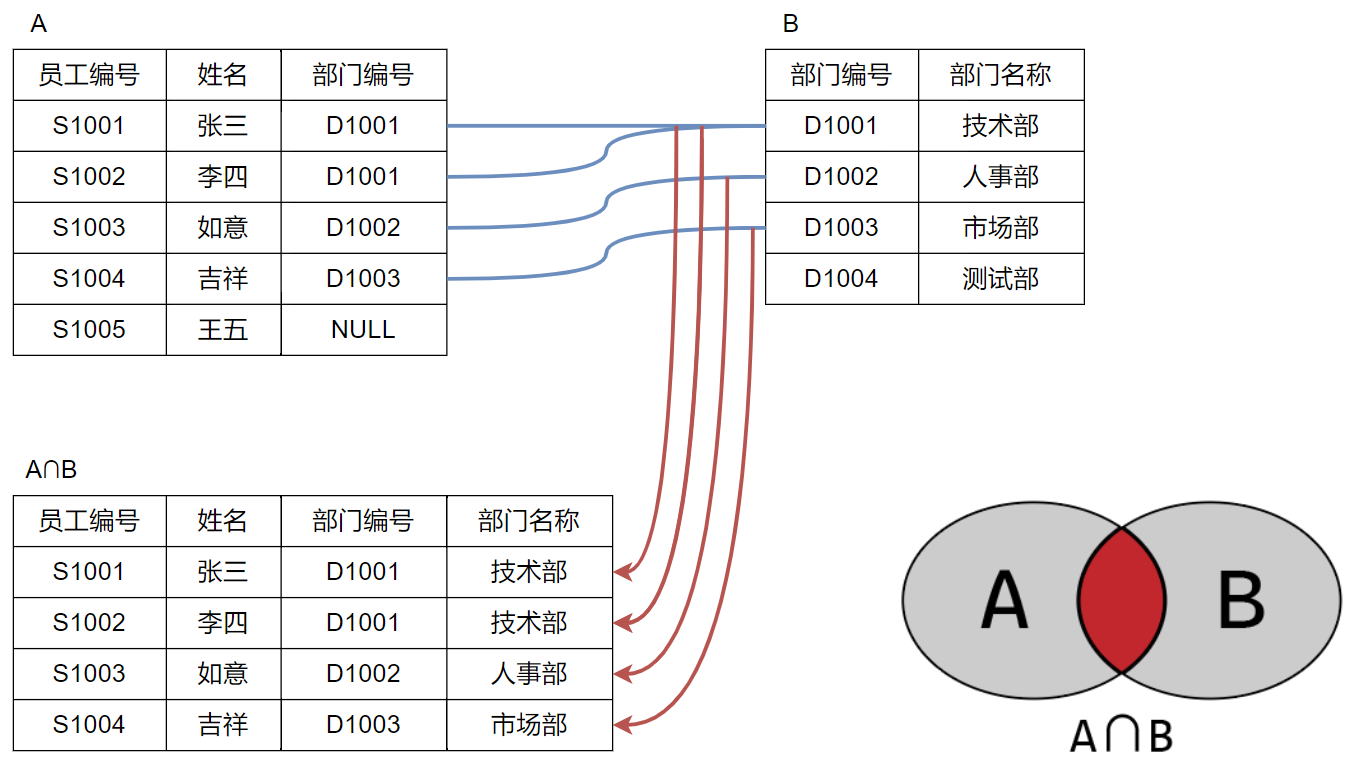 A
员工编号 姓名 部门编号
S1001 张三 D1001
S1002 李四 D1001
S1003 如意 D1002
S1004 吉祥 D1003
S1005 王五 NULL
B
部门编号 部门名称
D1001 技术部
D1002 人事部
D1003 市场部
D1004 测试部
A∩B
员工编号 姓名 部门编号 部门名称
S1001 张三 D1001 技术部
S1002 李四 D1001 技术部
S1003 如意 D1002 人事部
S1004 吉祥 D1003 市场部
A B
A∩B